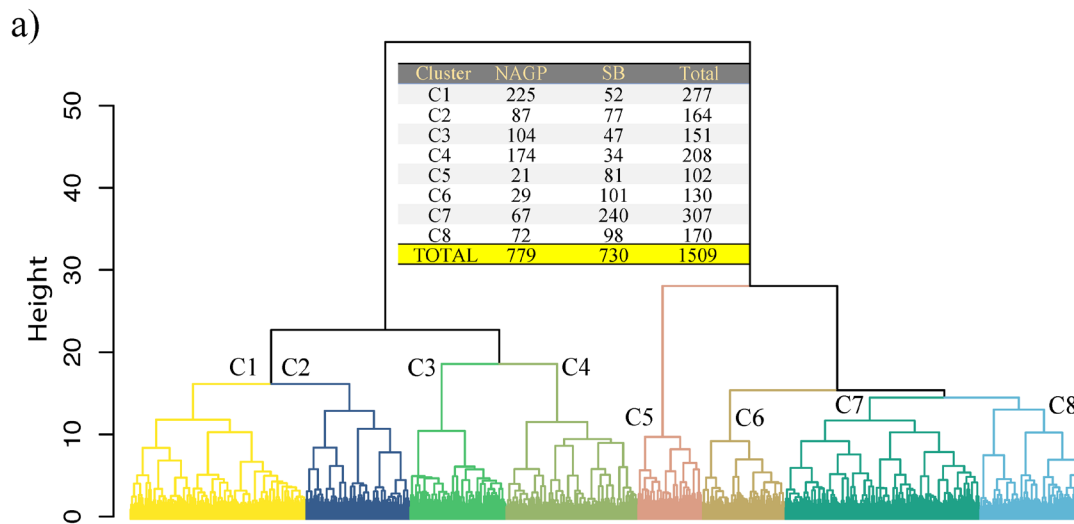 a)
Cluster NAGP SB Total
C1 225 52 277
C2 87 77 164
C3 104 47 151
C4 174 34 208
C5 21 81 102
C6 29 101 130
C7 67 240 307
C8 72 98 170
TOTAL 779 730 1509
Height
50
40
30
20
10
0
C1 C2 C3 C4 C5 C6 C7 C8